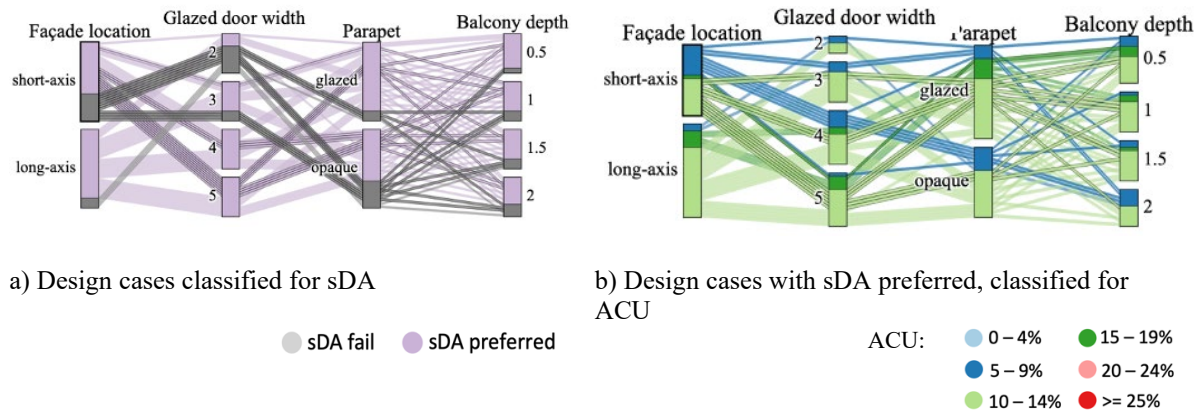 Façade location
Glazed door width
Parapet
Balcony depth
short-axis
long-axis
2
3
4
5
glazed
opaque
0.5
1
1.5
2
Façade location
Glazed door width
Parapet
Balcony depth
short-axis
long-axis
2
3
4
5
glazed
opaque
0.5
1
1.5
2
a) Design cases classified for sDA
b) Design cases with sDA preferred, classified for
ACU
sDA fail
sDA preferred
ACU:
0 – 4%
15 – 19%
5 – 9%
20 – 24%
10 – 14%
>= 25%